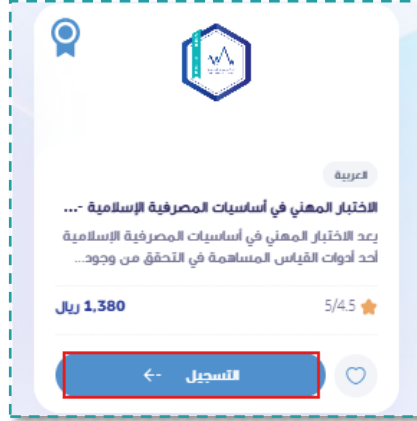 العربية
الاختبار المهني في أساسيات المصرفية الإسلامية -...
يعد الاختبار المهني في أساسيات المصرفية الإسلامية
أحد أدوات القياس المساهمة في التحقق من وجود...
5/4.5
1,380 ريال
التسجيل